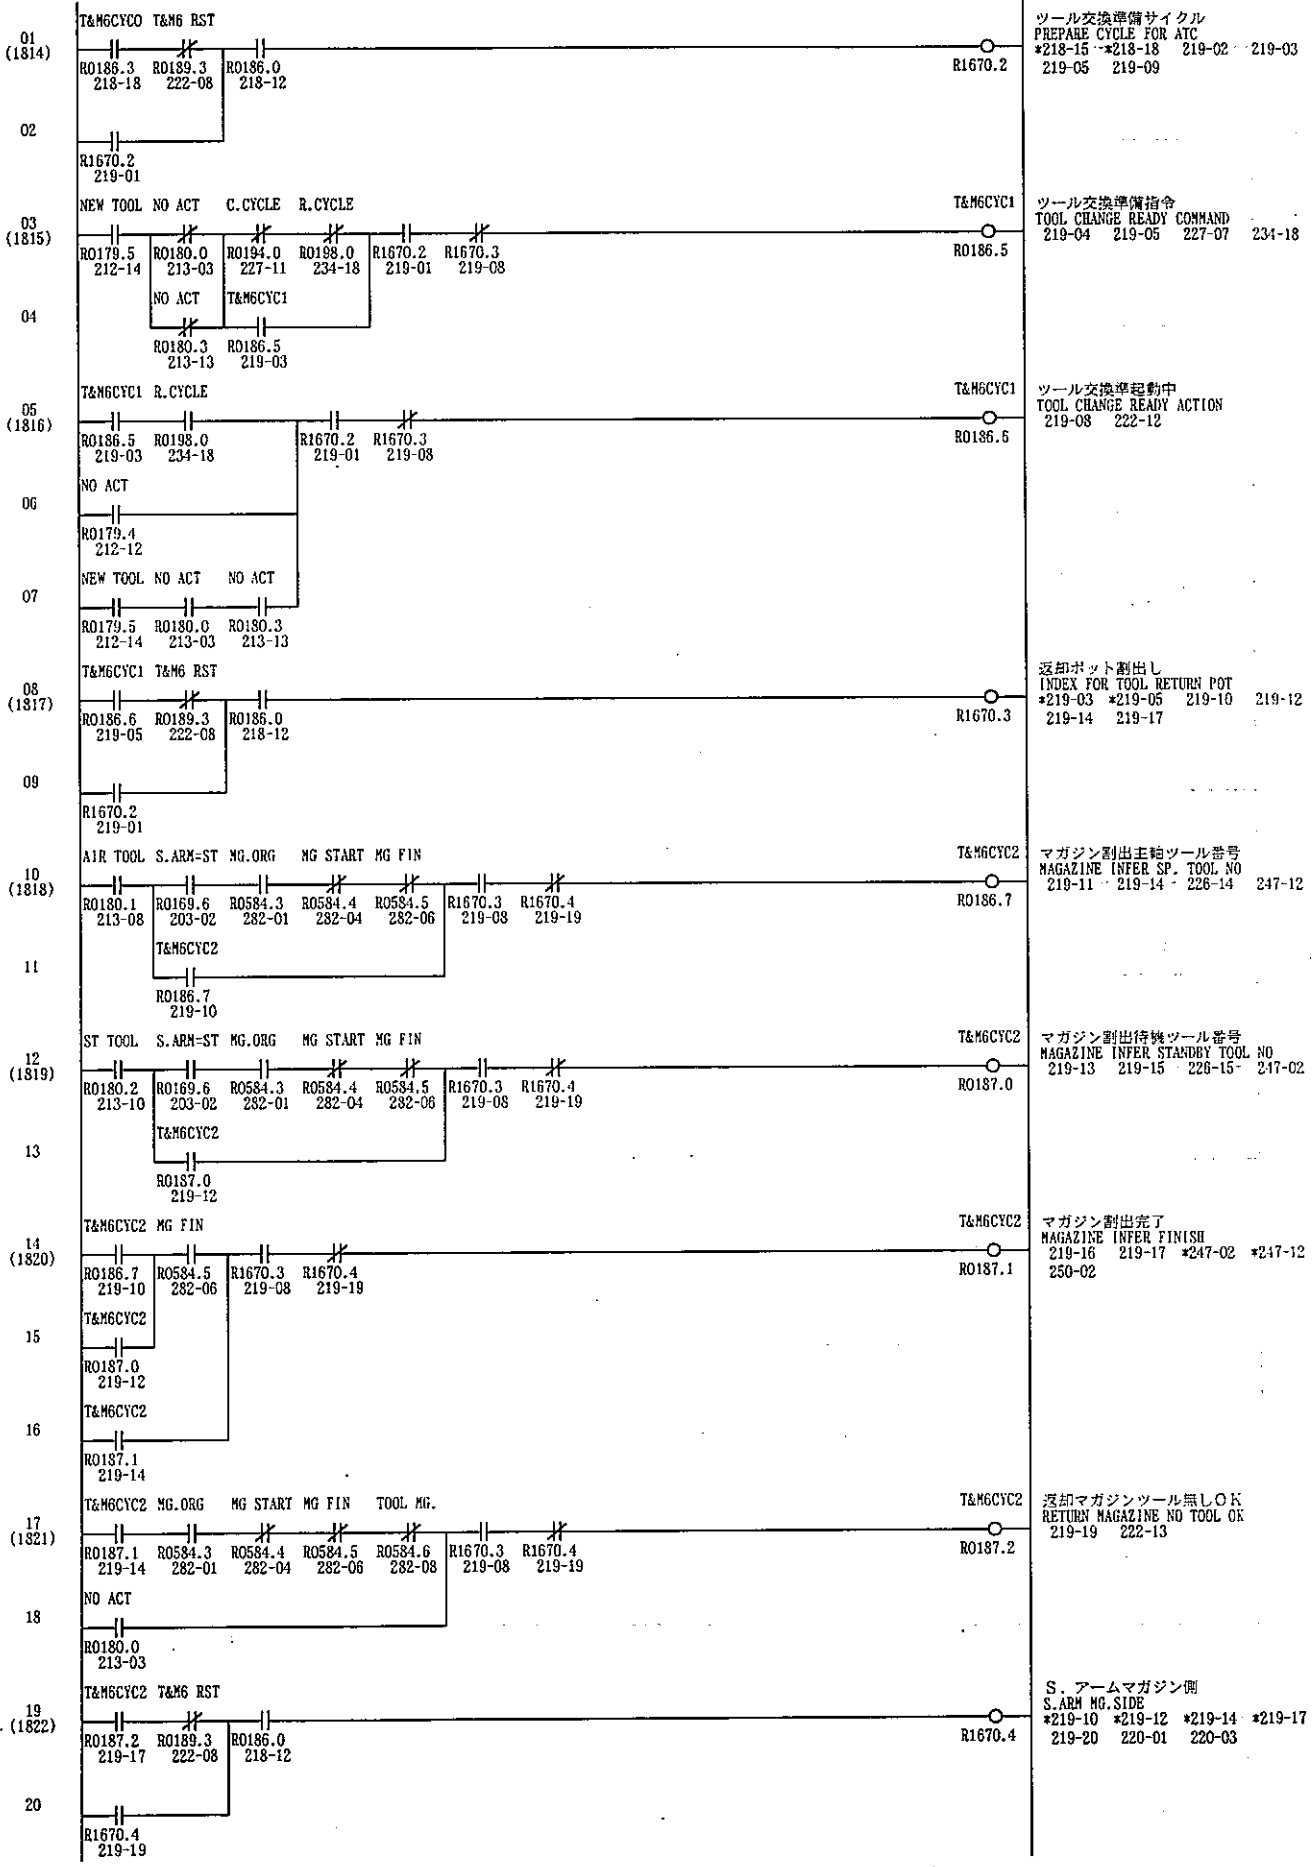 T&M6CYC0 T&M6 RST
01
(1814)
R0186.3 R0189.3 R0186.0
218-18 222-08 218-12
R1670.2
ツール交換準備サイクル
PREPARE CYCLE FOR ATC
*218-15 *218-18 219-02 219-03
219-05 219-09
02
R1670.2
219-01
NEW TOOL NO ACT C.CYCLE R.CYCLE T&M6CYC1
03
(1815)
R0179.5 R0180.0 R0194.0 R0198.0 R1670.2 R1670.3
212-14 213-03 227-11 234-18 219-01 219-08
R0186.5
ツール交換準備指令
TOOL CHANGE READY COMMAND
219-04 219-05 227-07 234-18
NO ACT T&M6CYC1
04
R0180.3 R0186.5
213-13 219-03
T&M6CYC1 R.CYCLE T&M6CYC1
05
(1816)
R0186.5 R0198.0 R1670.2 R1670.3
219-03 234-18 219-01 219-08
R0186.6
ツール交換準起動中
TOOL CHANGE READY ACTION
219-08 222-12
NO ACT
06
R0179.4
212-12
NEW TOOL NO ACT NO ACT
07
R0179.5 R0180.0 R0180.3
212-14 213-03 213-13
T&M6CYC1 T&M6 RST
08
(1817)
R0186.6 R0189.3 R0186.0
219-05 222-08 218-12
R1670.3
返却ポット割出し
INDEX FOR TOOL RETURN POT
*219-03 *219-05 219-10 219-12
219-14 219-17
09
R1670.2
219-01
AIR TOOL S.ARM=ST MG.ORG MG START MG FIN T&M6CYC2
10
(1818)
R0180.1 R0169.6 R0584.3 R0584.4 R0584.5 R1670.3 R1670.4
213-08 203-02 282-01 282-04 282-06 219-08 219-19
R0186.7
マガジン割出主軸ツール番号
MAGAZINE INFER SP. TOOL NO
219-11 219-14 226-14 247-12
T&M6CYC2
11
R0186.7
219-10
ST TOOL S.ARM=ST MG.ORG MG START MG FIN T&M6CYC2
12
(1819)
R0180.2 R0169.6 R0584.3 R0584.4 R0584.5 R1670.3 R1670.4
213-10 203-02 282-01 282-04 282-06 219-08 219-19
R0187.0
マガジン割出待機ツール番号
MAGAZINE INFER STANDBY TOOL NO
219-13 219-15 226-15 247-02
T&M6CYC2
13
R0187.0
219-12
T&M6CYC2 MG FIN T&M6CYC2
14
(1820)
R0186.7 R0584.5 R1670.3 R1670.4
219-10 282-06 219-08 219-19
R0187.1
マガジン割出完了
MAGAZINE INFER FINISH
219-16 219-17 *247-02 *247-12
250-02
T&M6CYC2
15
R0187.0
219-12
T&M6CYC2
16
R0187.1
219-14
T&M6CYC2 MG.ORG MG START MG FIN TOOL MG. T&M6CYC2
17
(1821)
R0187.1 R0584.3 R0584.4 R0584.5 R0584.6 R1670.3 R1670.4
219-14 282-01 282-04 282-06 282-08 219-08 219-19
R0187.2
返却マガジンツール無しOK
RETURN MAGAZINE NO TOOL OK
219-19 222-13
NO ACT
18
R0180.0
213-03
T&M6CYC2 T&M6 RST
19
(1822)
R0187.2 R0189.3 R0186.0
219-17 222-08 218-12
R1670.4
S.アームマガジン側
S.ARM MG.SIDE
*219-10 *219-12 *219-14 *219-17
219-20 220-01 220-03
20
R1670.4
219-19